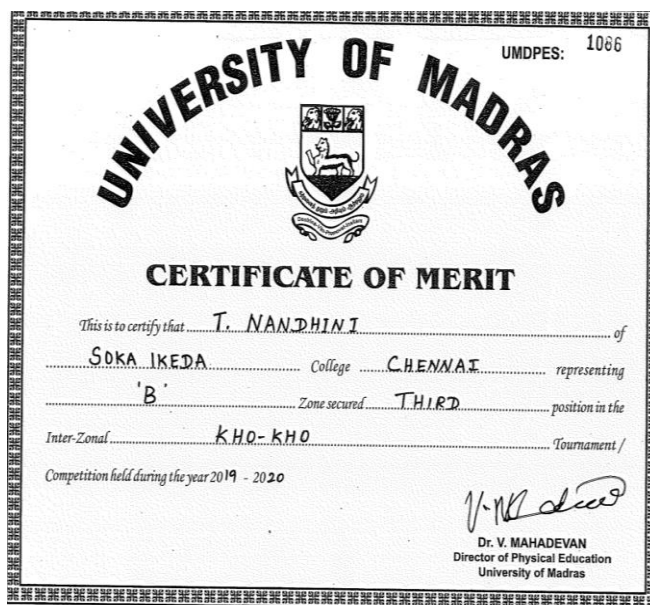 UMDPES: 1086
UNIVERSITY OF MADRAS
CERTIFICATE OF MERIT
This is to certify that T. NANDHINI of
SOKA IKEDA College CHENNAI representing
'B' Zone secured THIRD position in the
Inter-Zonal KHO-KHO Tournament /
Competition held during the year 2019 - 2020
Dr. V. MAHADEVAN
Director of Physical Education
University of Madras